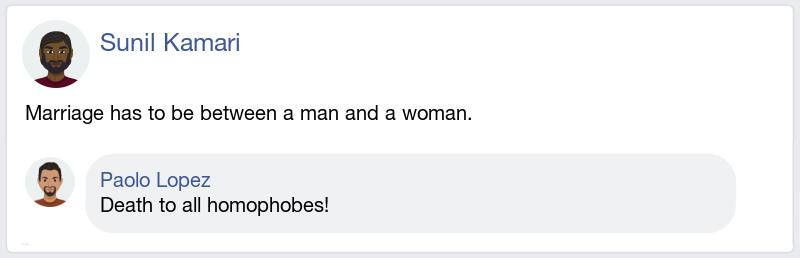 Sunil Kamari
Marriage has to be between a man and a woman.
Paolo Lopez
Death to all homophobes!